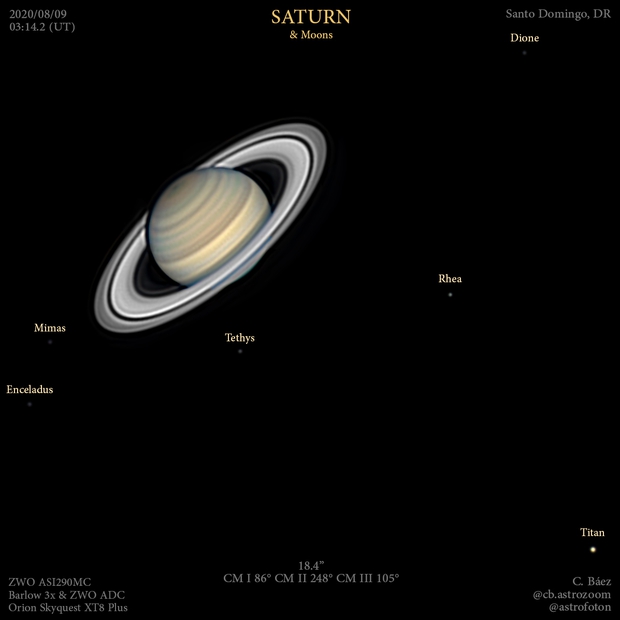 2020/08/09
03:14.2 (UT)
SATURN
& Moons
Santo Domingo, DR
Dione
Rhea
Mimas
Tethys
Enceladus
Titan
18.4”
CM I 86° CM II 248° CM III 105°
ZWO ASI290MC
Barlow 3x & ZWO ADC
Orion Skyquest XT8 Plus
C. Báez
@cb.astrozoom
@astrofoton